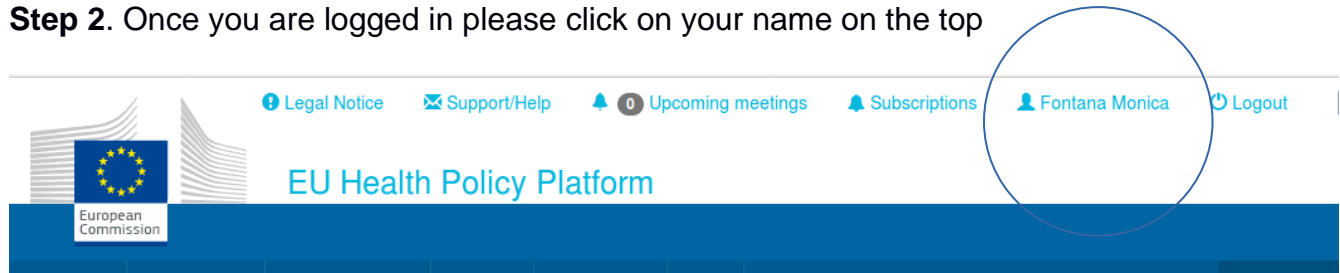 Step 2. Once you are logged in please click on your name on the top
Legal Notice Support/Help 0 Upcoming meetings Subscriptions Fontana Monica Logout
EU Health Policy Platform
European
Commission